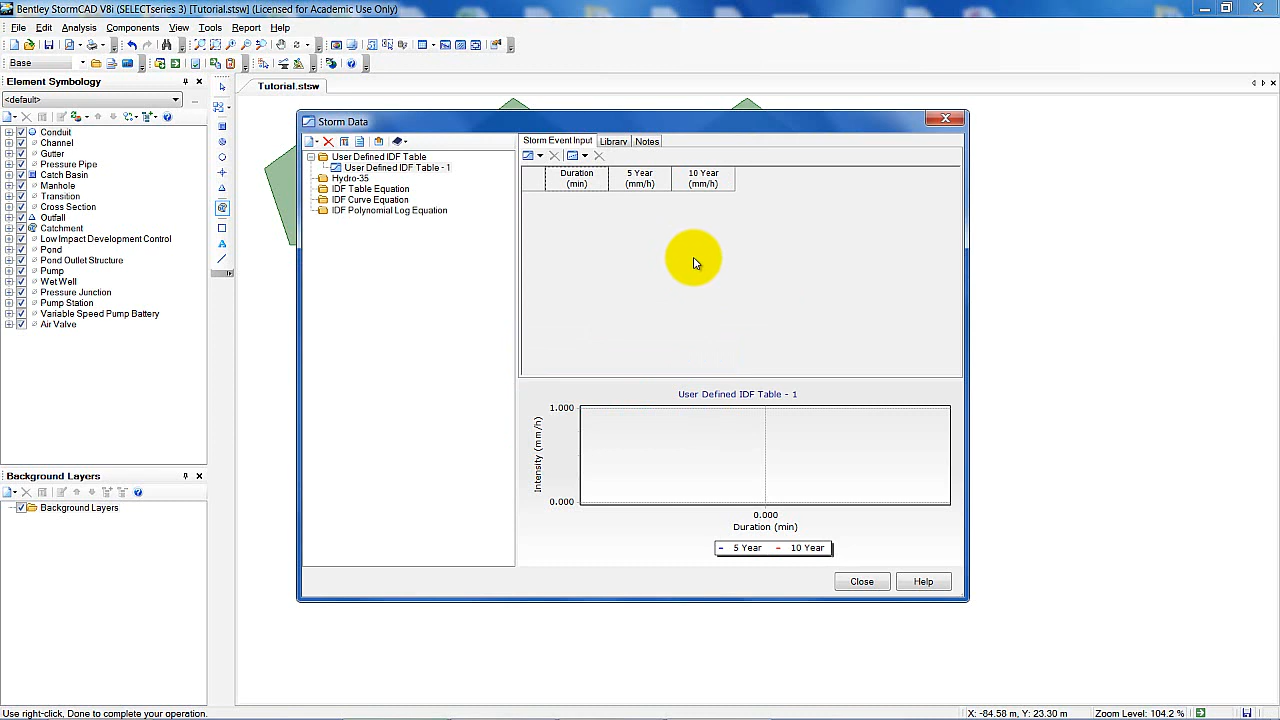 Bentley StormCAD V8i (SELECTseries 3) [Tutorial.stsw] (Licensed for Academic Use Only)
File Edit Analysis Components View Tools Report Help
Base
Element Symbology
<default>
Conduit
Channel
Gutter
Pressure Pipe
Catch Basin
Manhole
Transition
Cross Section
Outfall
Catchment
Low Impact Development Control
Pond
Pond Outlet Structure
Pump
Wet Well
Pressure Junction
Pump Station
Variable Speed Pump Battery
Air Valve
Background Layers
Background Layers
Tutorial.stsw
Storm Data
User Defined IDF Table
User Defined IDF Table - 1
Hydro-35
IDF Table Equation
IDF Curve Equation
IDF Polynomial Log Equation
Storm Event Input Library Notes
Duration (min)
5 Year (mm/h)
10 Year (mm/h)
User Defined IDF Table - 1
1.000
Intensity (mm/h)
0.000
0.000
Duration (min)
5 Year 10 Year
Close Help
Use right-click, Done to complete your operation.
X: -84.58 m, Y: 23.30 m
Zoom Level: 104.2 %